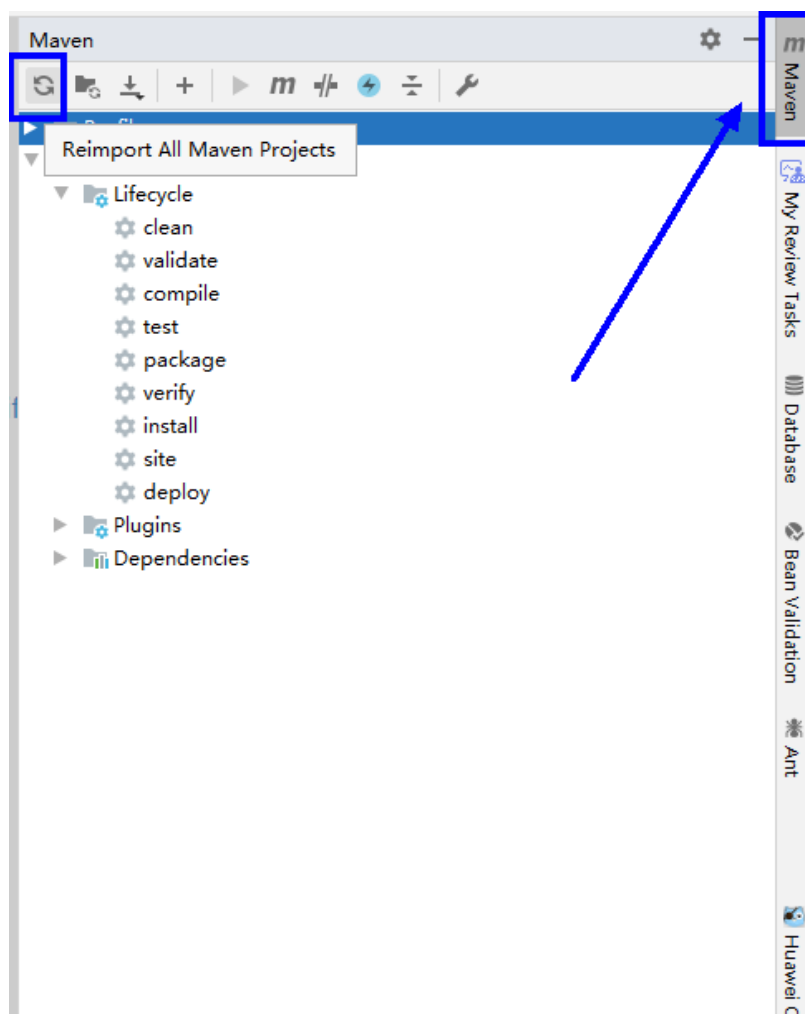 Maven
Reimport All Maven Projects
Lifecycle
clean
validate
compile
test
package
verify
install
site
deploy
Plugins
Dependencies
m Maven
My Review Tasks
Database
Bean Validation
Ant
Huawei